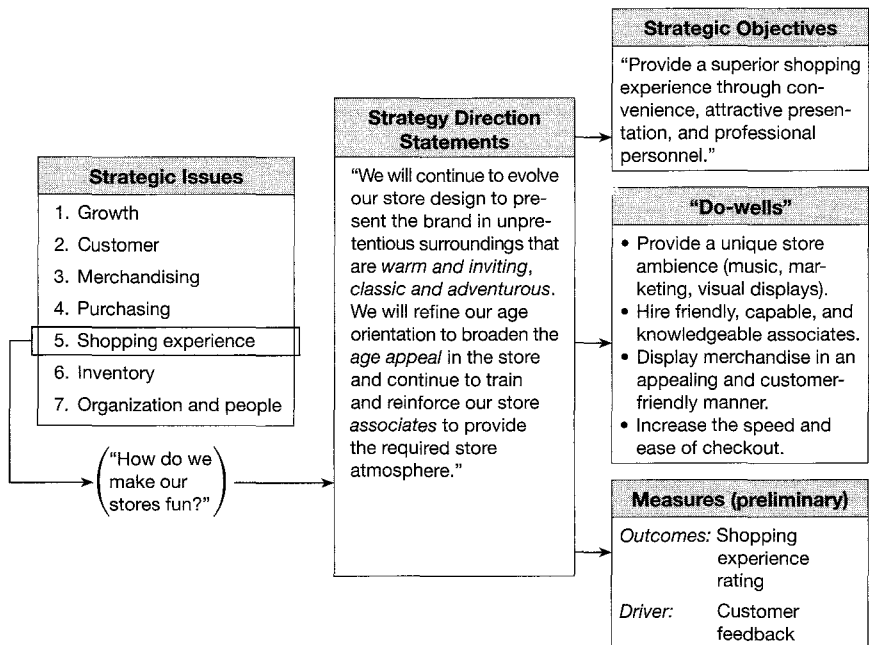 Strategic Issues
1. Growth
2. Customer
3. Merchandising
4. Purchasing
5. Shopping experience
6. Inventory
7. Organization and people
“How do we
make our
stores fun?”
Strategy Direction
Statements
“We will continue to evolve
our store design to pre-
sent the brand in unpre-
tentious surroundings that
are warm and inviting,
classic and adventurous.
We will refine our age
orientation to broaden the
age appeal in the store
and continue to train
and reinforce our store
associates to provide
the required store
atmosphere.”
Strategic Objectives
“Provide a superior shopping
experience through con-
venience, attractive presen-
tation, and professional
personnel.”
“Do-wells”
• Provide a unique store
ambience (music, mar-
keting, visual displays).
• Hire friendly, capable, and
knowledgeable associates.
• Display merchandise in an
appealing and customer-
friendly manner.
• Increase the speed and
ease of checkout.
Measures (preliminary)
Outcomes: Shopping
experience
rating
Driver: Customer
feedback